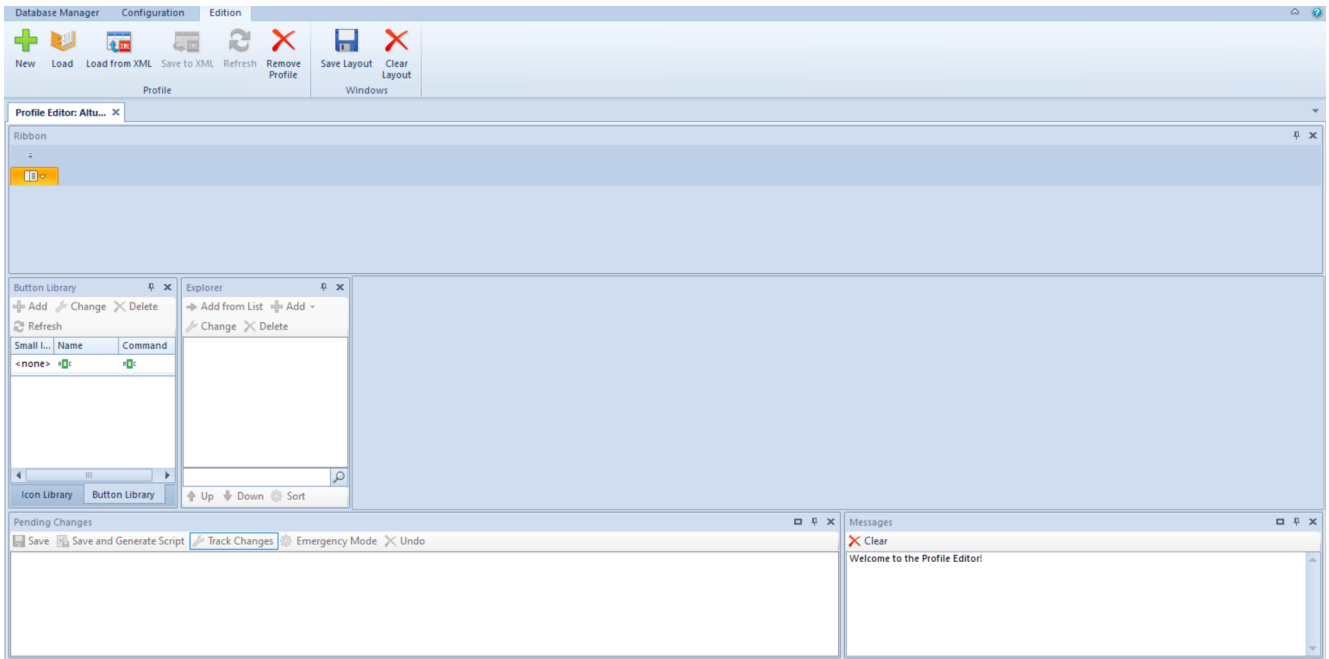 Database Manager Configuration Edition
New Load Load from XML Save to XML Refresh Remove Profile Save Layout Clear Layout
Profile Windows
Profile Editor: Altu...
Ribbon
Button Library Explorer
Add Change Delete Add from List Add
Refresh Change Delete
Small I... Name Command
<none>
Icon Library Button Library Up Down Sort
Pending Changes Messages
Save Save and Generate Script Track Changes Emergency Mode Undo Clear
Welcome to the Profile Editor!